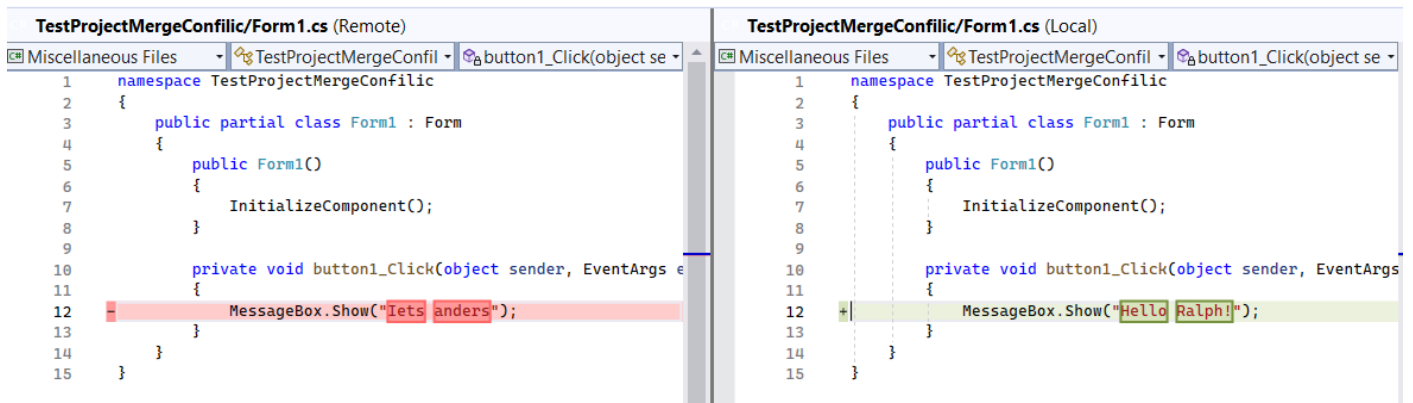 TestProjectMergeConfilic/Form1.cs (Remote)
C# Miscellaneous Files TestProjectMergeConfil button1_Click(object se
1 namespace TestProjectMergeConfilic
2 {
3 public partial class Form1 : Form
4 {
5 public Form1()
6 {
7 InitializeComponent();
8 }
9
10 private void button1_Click(object sender, EventArgs e
11 {
12 - MessageBox.Show("Iets anders");
13 }
14 }
15 }
TestProjectMergeConfilic/Form1.cs (Local)
C# Miscellaneous Files TestProjectMergeConfil button1_Click(object se
1 namespace TestProjectMergeConfilic
2 {
3 public partial class Form1 : Form
4 {
5 public Form1()
6 {
7 InitializeComponent();
8 }
9
10 private void button1_Click(object sender, EventArgs
11 {
12 + MessageBox.Show("Hello Ralph!");
13 }
14 }
15 }